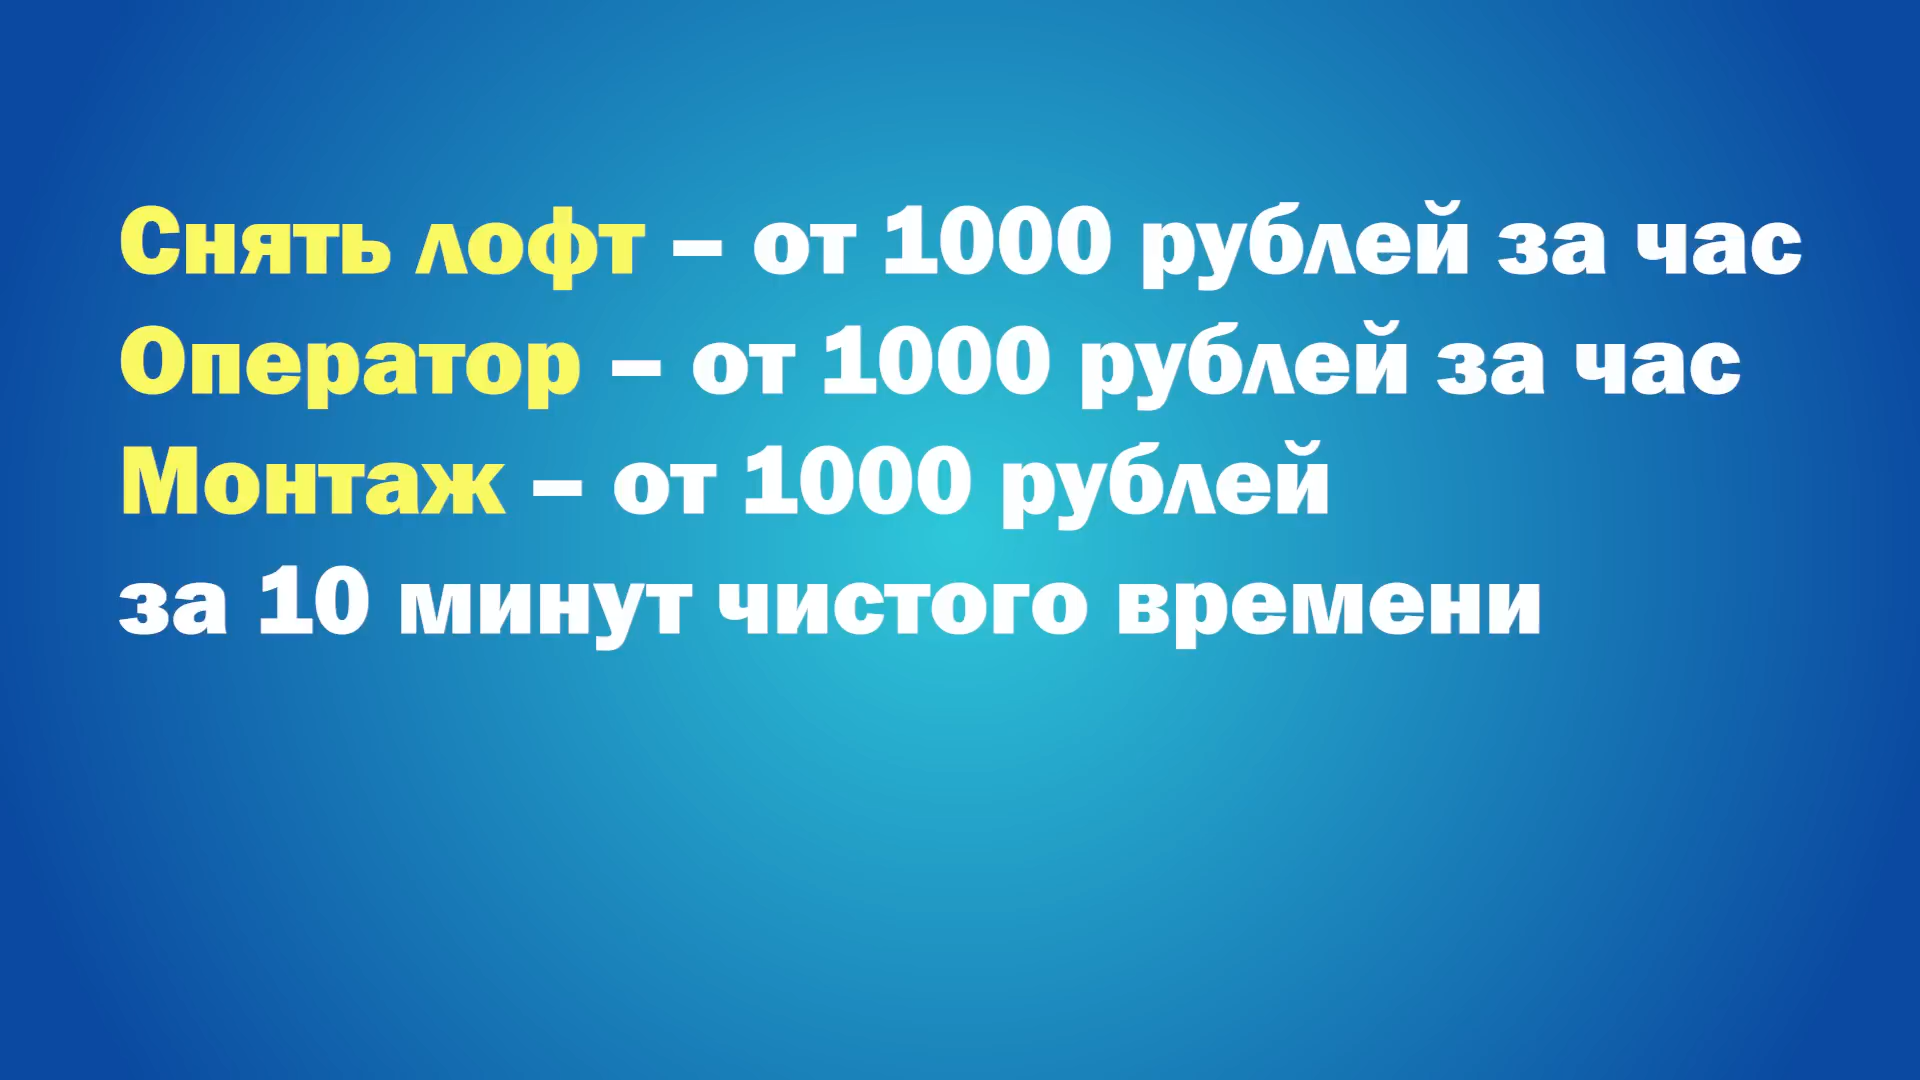 Снять лофт – от 1000 рублей за час
Оператор – от 1000 рублей за час
Монтаж – от 1000 рублей
за 10 минут чистого времени